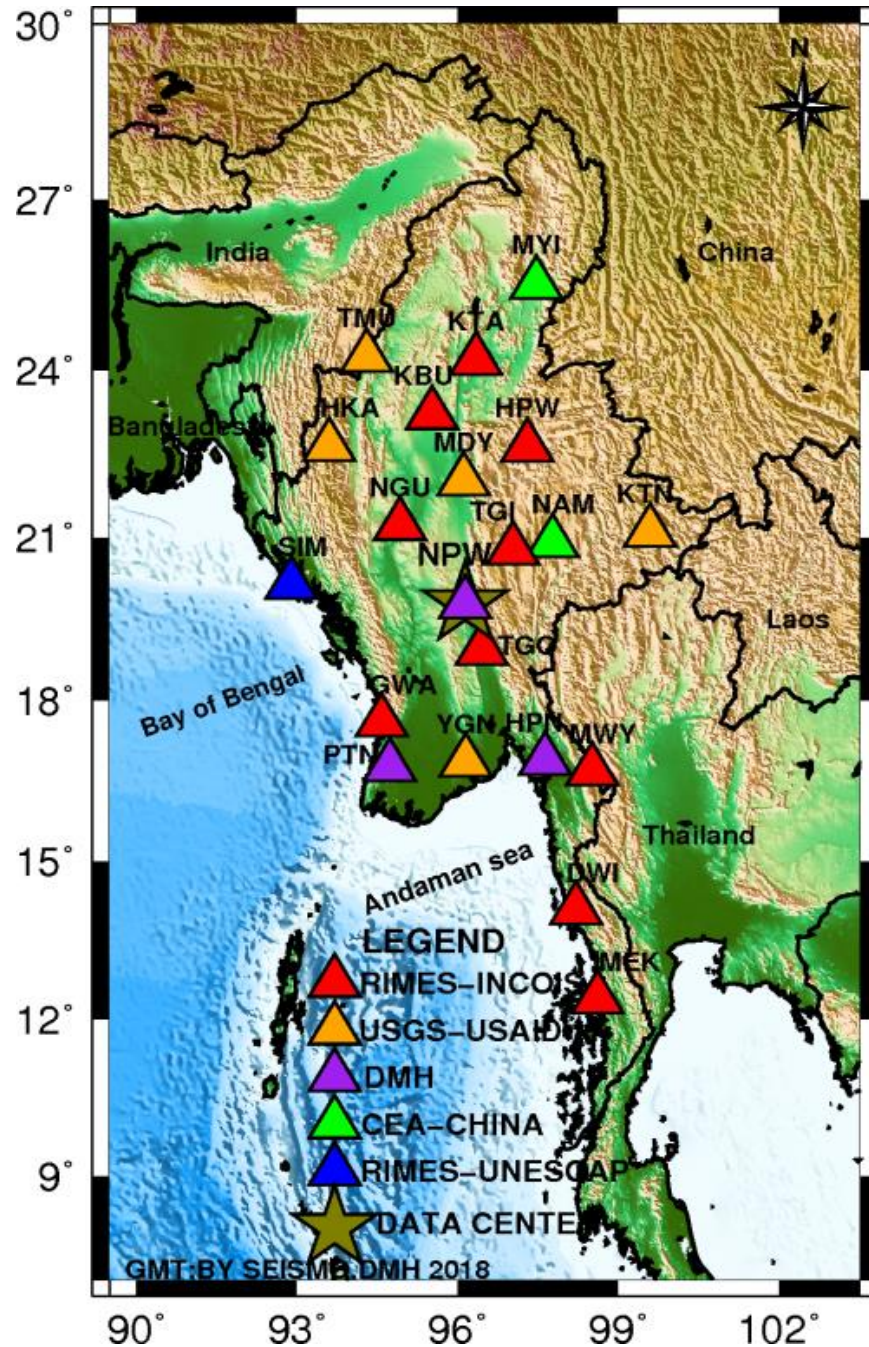 30°
N
27°
India
China
MYI
TMU
KTA
24°
KBU
HKA
HPW
Bangladesh
MDY
NGU
KTN
TGI
NAM
21°
SIM
NPW
Laos
TGO
18°
GWA
Bay of Bengal
YGN
HPN
MWY
PTN
Thailand
15°
Andaman sea
DWI
LEGEND
MEK
RIMES-INCOIS
12°
USGS-USAID
DMH
CEA-CHINA
9°
RIMES-UNESCAP
DATA CENTER
GMT:BY SEISMO,DMH 2018
90° 93° 96° 99° 102°